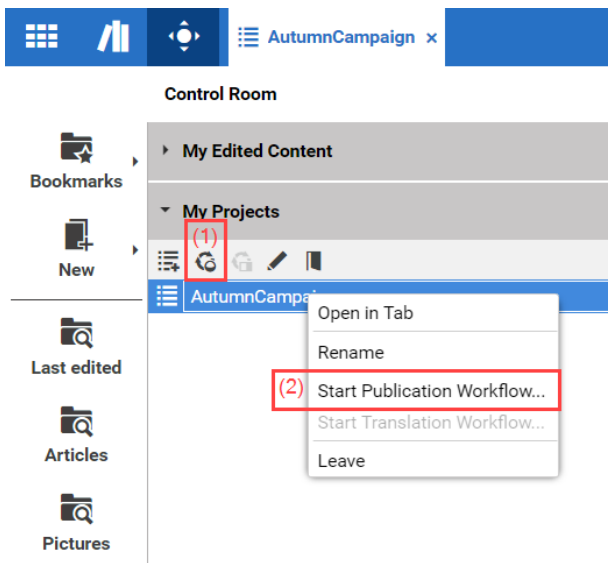 AutumnCampaign ×
Control Room
My Edited Content
Bookmarks
My Projects
(1)
New
AutumnCampai
Open in Tab
Rename
(2) Start Publication Workflow...
Start Translation Workflow...
Leave
Last edited
Articles
Pictures